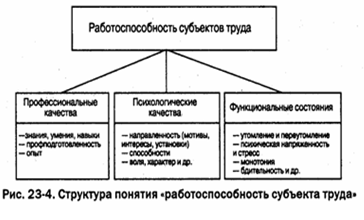 Работоспособность субъектов труда
Профессиональные
качества
—знания, умения, навыки
— профподготовленность
— опыт
Психологические
качества
— направленность (мотивы,
интересы, установки)
— способности
— воля, характер и др.
Функциональные состояния
— утомление и переутомление
— психическая напряженность
и стресс
— монотония
— бдительность и др.
Рис. 23-4. Структура понятия «работоспособность субъекта труда»